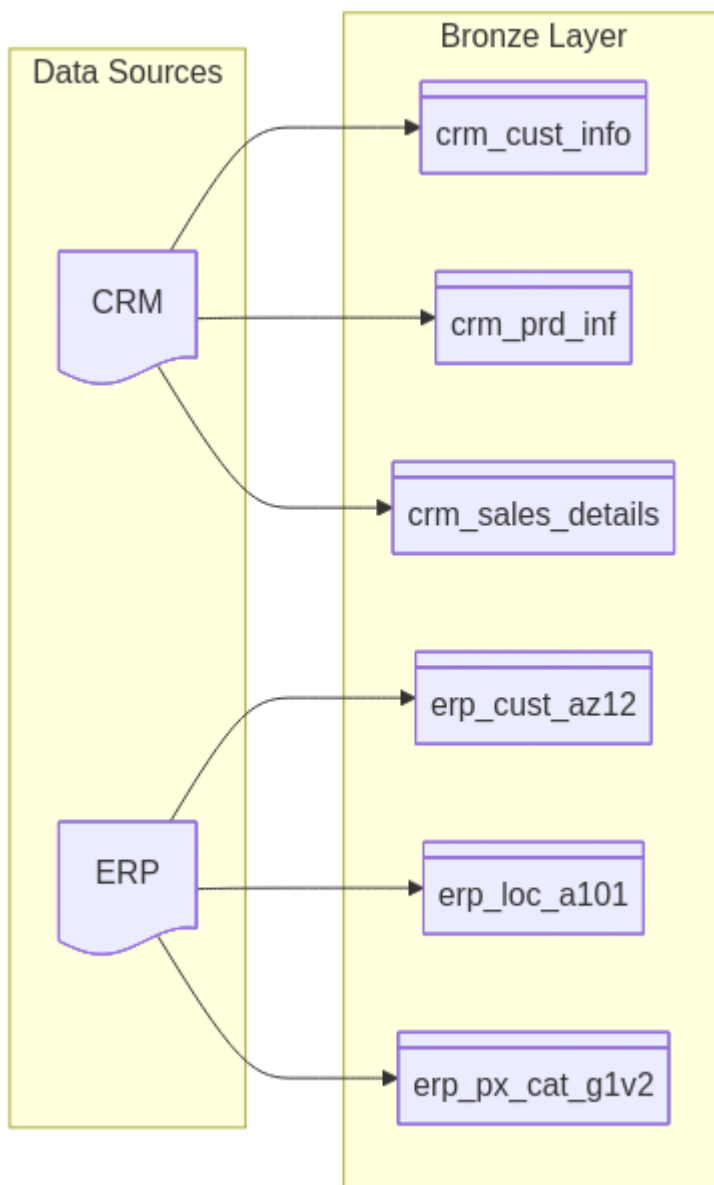 Data Sources
Bronze Layer
CRM
crm_cust_info
crm_prd_inf
crm_sales_details
ERP
erp_cust_az12
erp_loc_a101
erp_px_cat_g1v2